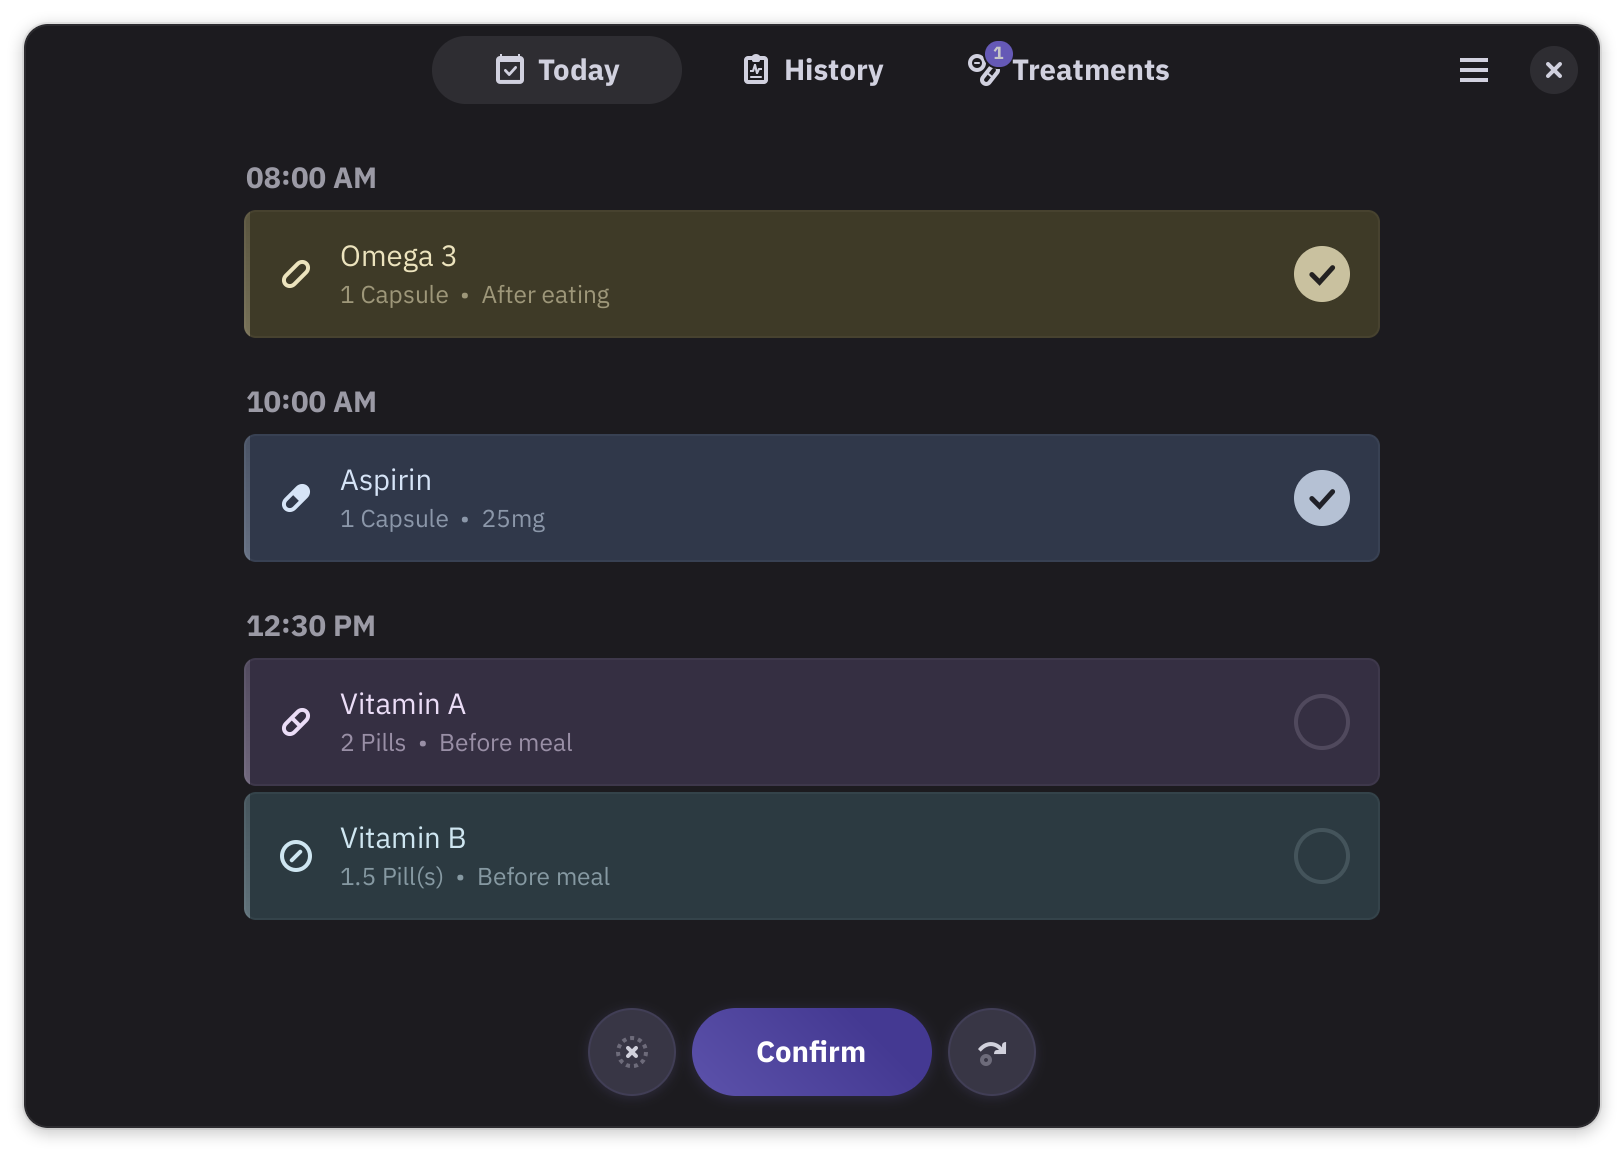 Today
History
1
Treatments
08:00 AM
Omega 3
1 Capsule • After eating
10:00 AM
Aspirin
1 Capsule • 25mg
12:30 PM
Vitamin A
2 Pills • Before meal
Vitamin B
1.5 Pill(s) • Before meal
Confirm